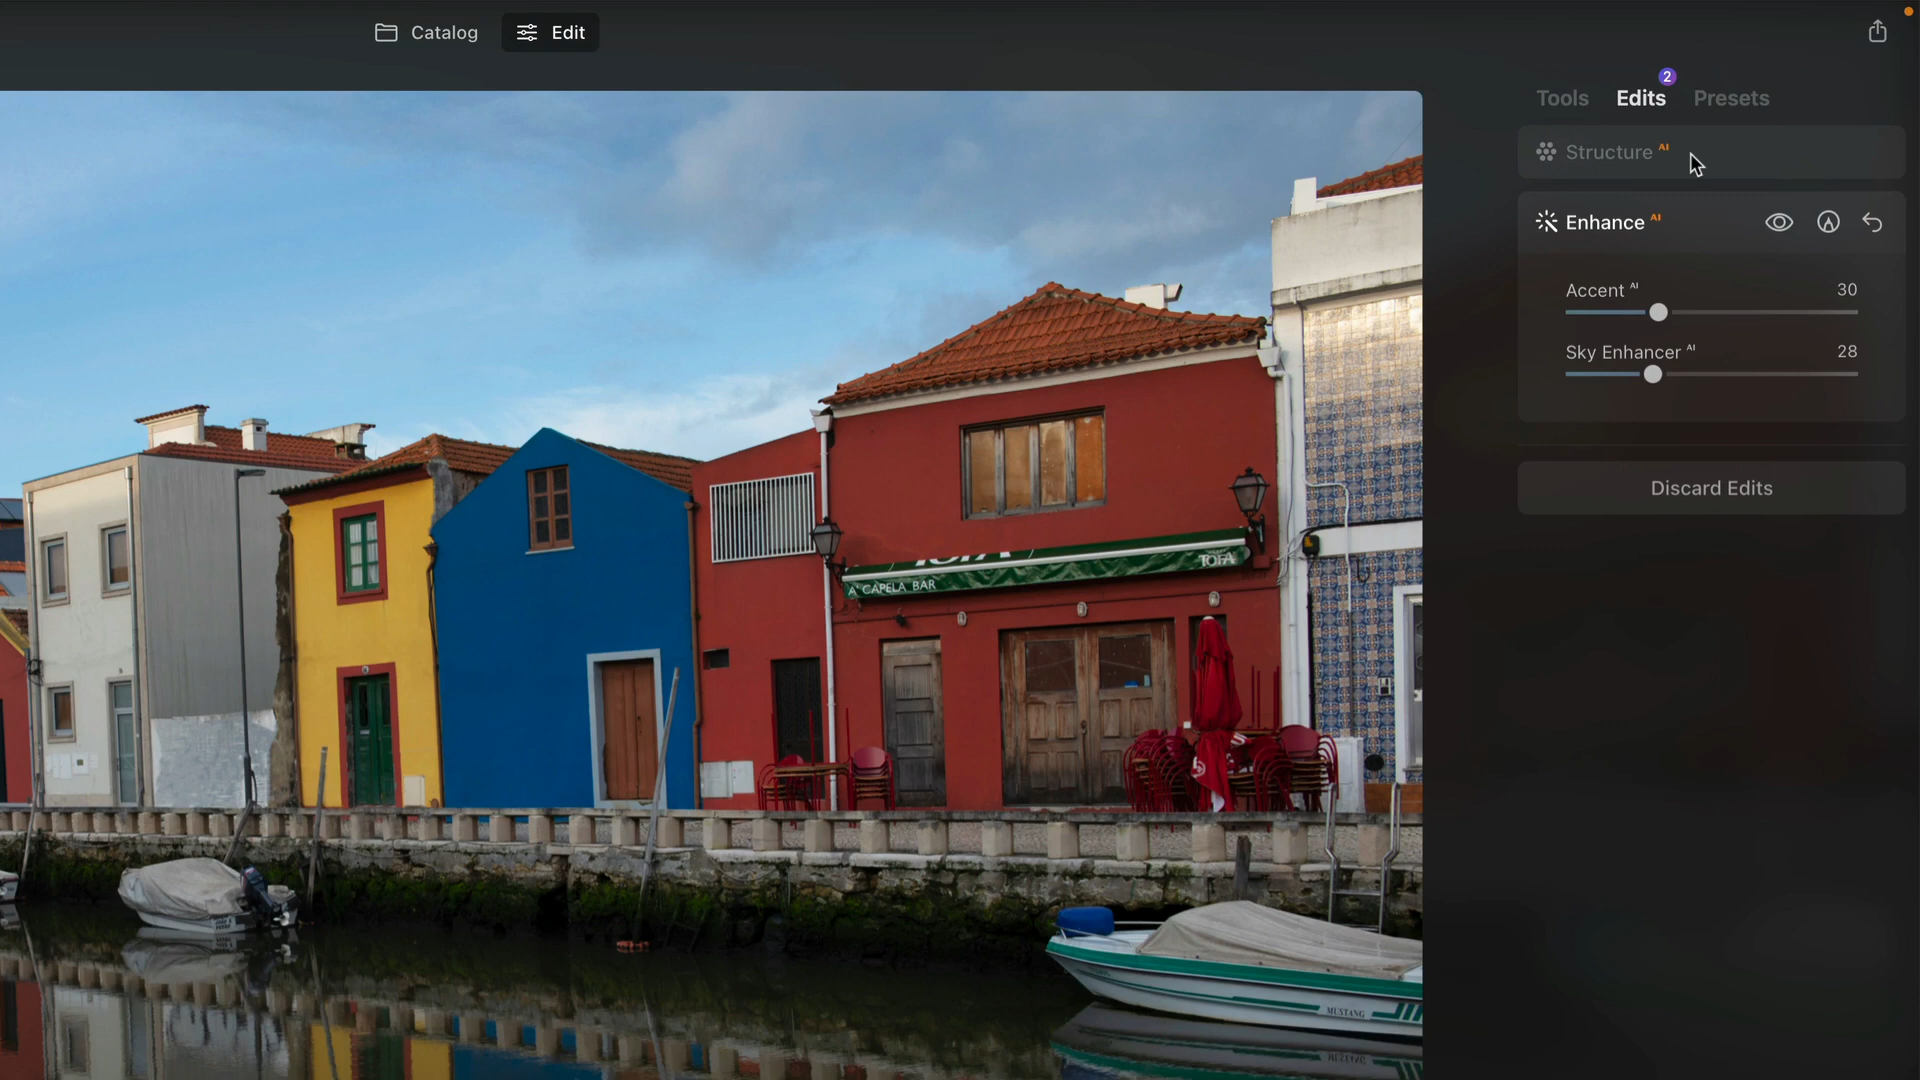 Catalog
Edit
2
Tools
Edits
Presets
Structure AI
Enhance AI
Accent AI
30
Sky Enhancer AI
28
Discard Edits
TOFA
A CAPELA BAR
MUSTANG